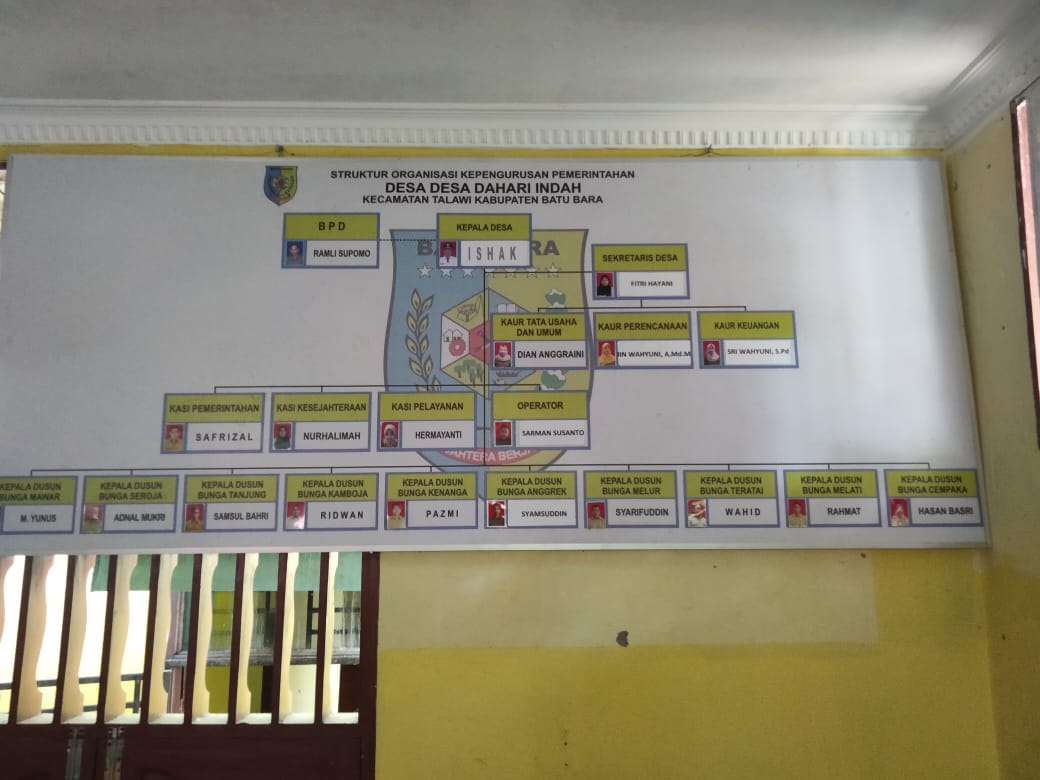 STRUKTUR ORGANISASI KEPENGURUSAN PEMERINTAHAN
DESA DESA DAHARI INDAH
KECAMATAN TALAWI KABUPATEN BATU BARA
BPD
RAMLI SUPOMO
KEPALA DESA
ISHAK
SEKRETARIS DESA
FITRI HAYANI
KAUR TATA USAHA
DAN UMUM
DIAN ANGGRAINI
KAUR PERENCANAAN
IIN WAHYUNI, A.Md.M
KAUR KEUANGAN
SRI WAHYUNI, S.Pd
KASI PEMERINTAHAN
SAFRIZAL
KASI KESEJAHTERAAN
NURHALIMAH
KASI PELAYANAN
HERMAYANTI
OPERATOR
SARMAN SUSANTO
KEPALA DUSUN
BUNGA MAWAR
M. YUNUS
KEPALA DUSUN
BUNGA SEROJA
ADNAL MUKRI
KEPALA DUSUN
BUNGA TANJUNG
SAMSUL BAHRI
KEPALA DUSUN
BUNGA KAMBOJA
RIDWAN
KEPALA DUSUN
BUNGA KENANGA
PAZMI
KEPALA DUSUN
BUNGA ANGGREK
SYAMSUDDIN
KEPALA DUSUN
BUNGA MELUR
SYARIFUDDIN
KEPALA DUSUN
BUNGA TERATAI
WAHID
KEPALA DUSUN
BUNGA MELATI
RAHMAT
KEPALA DUSUN
BUNGA CEMPAKA
HASAN BASRI